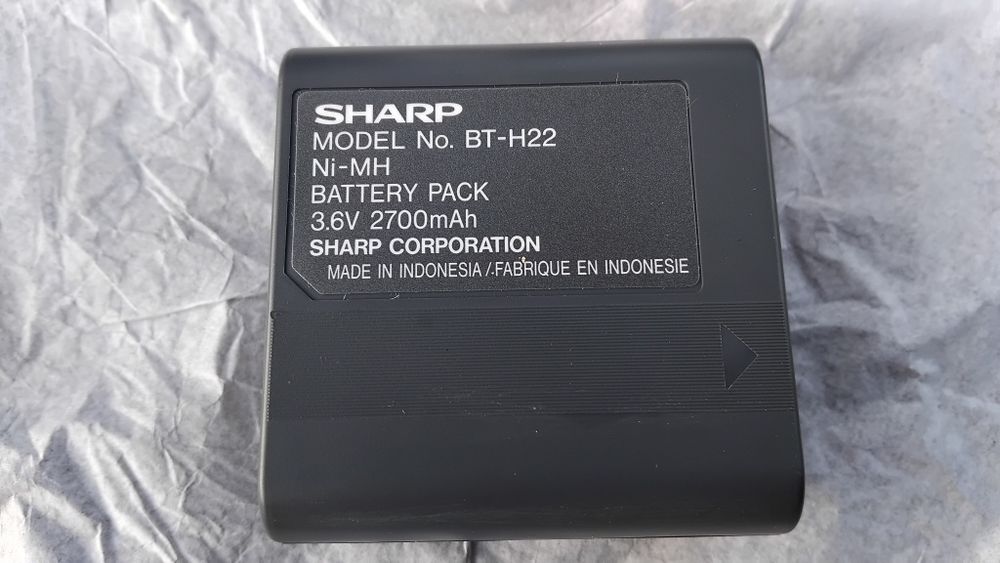 SHARP
MODEL No. BT-H22
Ni-MH
BATTERY PACK
3.6V 2700mAh
SHARP CORPORATION
MADE IN INDONESIA / FABRIQUE EN INDONESIE